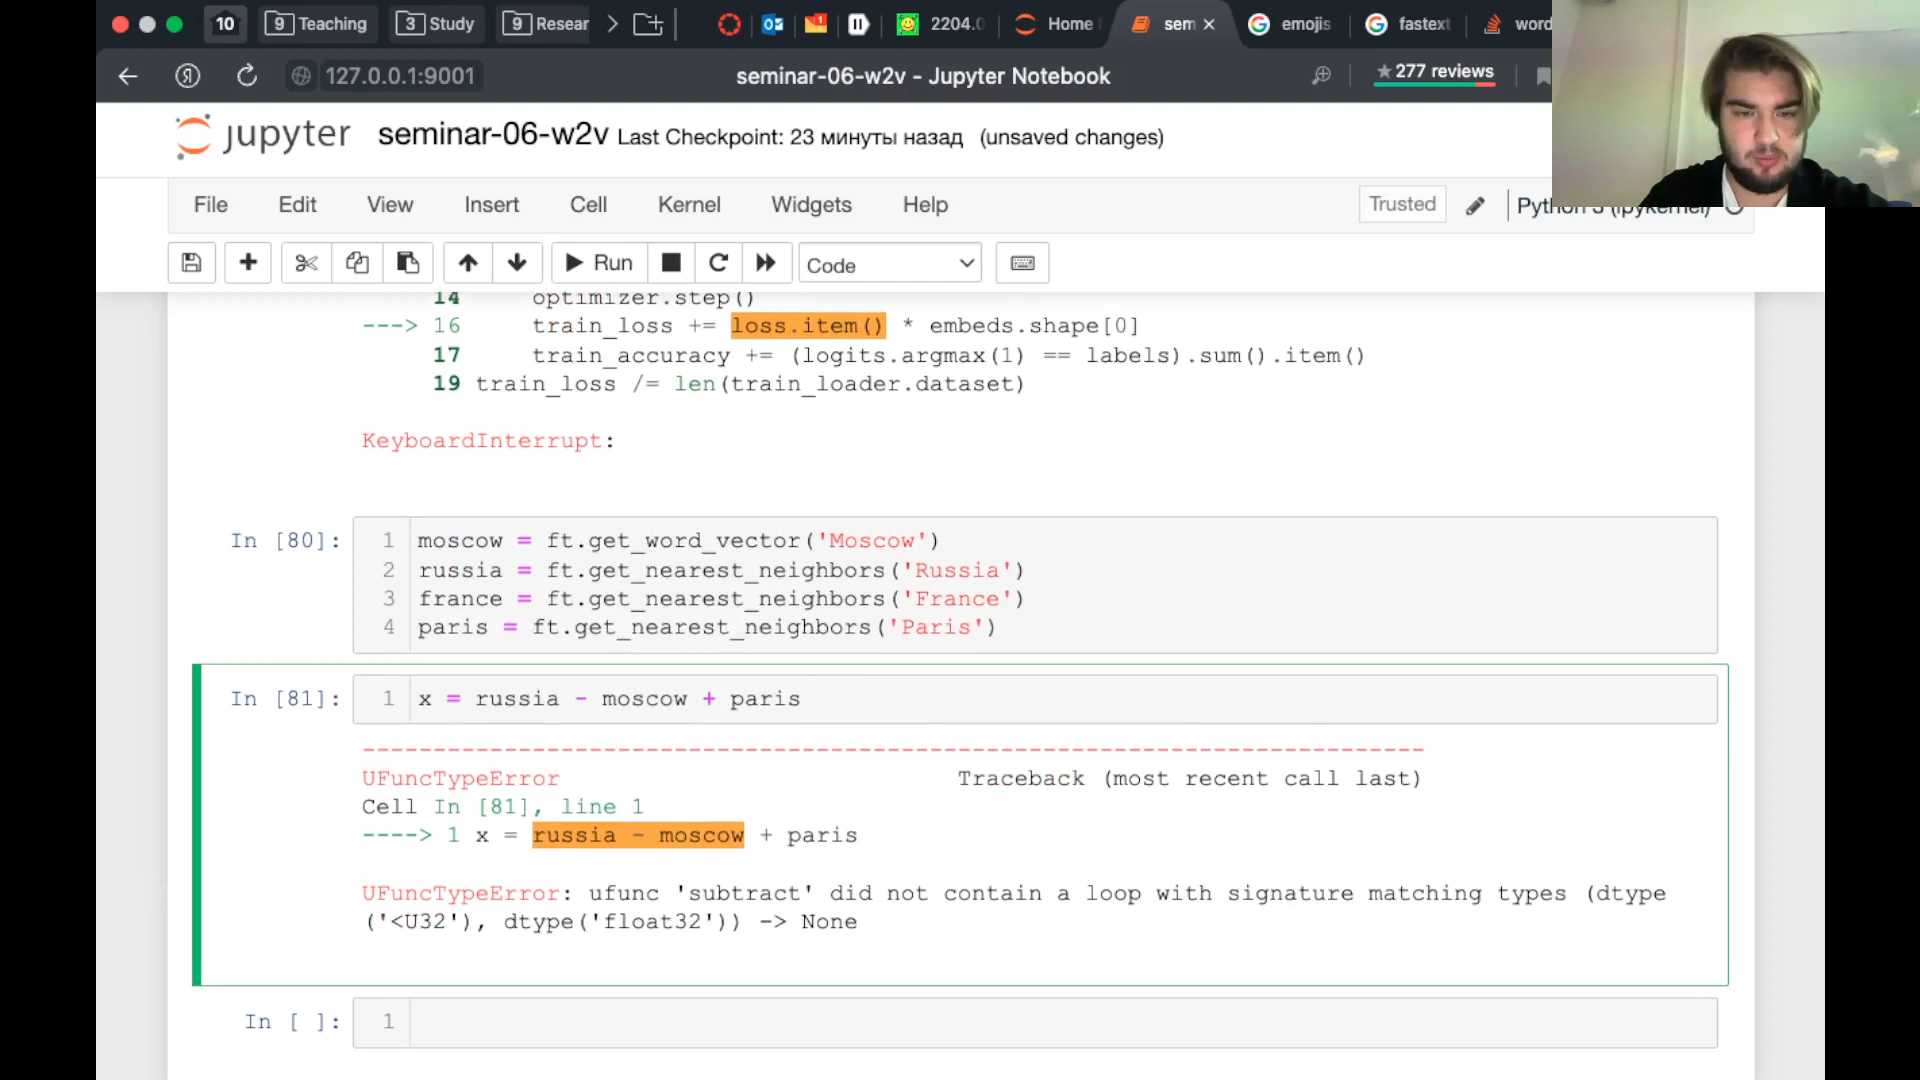 10 9 Teaching 3 Study 9 Resear 2204.0 Home sem emojis fastext word
127.0.0.1:9001 seminar-06-w2v - Jupyter Notebook ★277 reviews
jupyter seminar-06-w2v Last Checkpoint: 23 минуты назад (unsaved changes)
File Edit View Insert Cell Kernel Widgets Help Trusted Python 3 (ipykernel)
Run Code
14 optimizer.step()
---> 16 train_loss += loss.item() * embeds.shape[0]
17 train_accuracy += (logits.argmax(1) == labels).sum().item()
19 train_loss /= len(train_loader.dataset)
KeyboardInterrupt:
In [80]: 1 moscow = ft.get_word_vector('Moscow')
2 russia = ft.get_nearest_neighbors('Russia')
3 france = ft.get_nearest_neighbors('France')
4 paris = ft.get_nearest_neighbors('Paris')
In [81]: 1 x = russia - moscow + paris
---------------------------------------------------------------------------
UFuncTypeError Traceback (most recent call last)
Cell In [81], line 1
----> 1 x = russia - moscow + paris
UFuncTypeError: ufunc 'subtract' did not contain a loop with signature matching types (dtype
('<U32'), dtype('float32')) -> None
In [ ]: 1